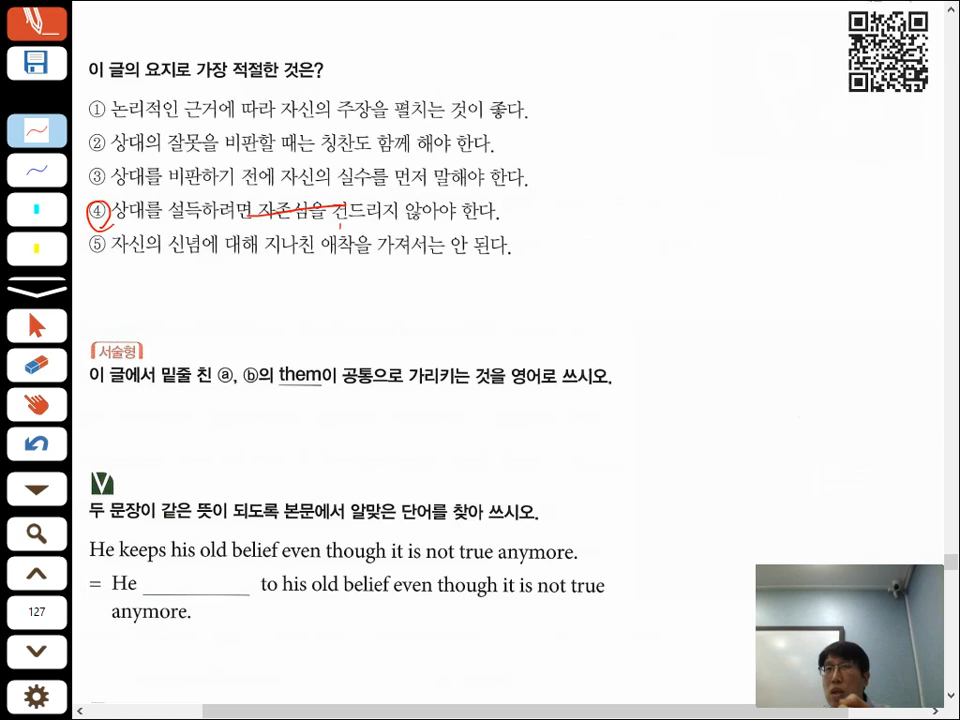 이 글의 요지로 가장 적절한 것은?
① 논리적인 근거에 따라 자신의 주장을 펼치는 것이 좋다.
② 상대의 잘못을 비판할 때는 칭찬도 함께 해야 한다.
③ 상대를 비판하기 전에 자신의 실수를 먼저 말해야 한다.
④ 상대를 설득하려면 자존심을 건드리지 않아야 한다.
⑤ 자신의 신념에 대해 지나친 애착을 가져서는 안 된다.
서술형
이 글에서 밑줄 친 ⓐ, ⓑ의 them이 공통으로 가리키는 것을 영어로 쓰시오.
V
두 문장이 같은 뜻이 되도록 본문에서 알맞은 단어를 찾아 쓰시오.
He keeps his old belief even though it is not true anymore.
= He __________ to his old belief even though it is not true
anymore.
127